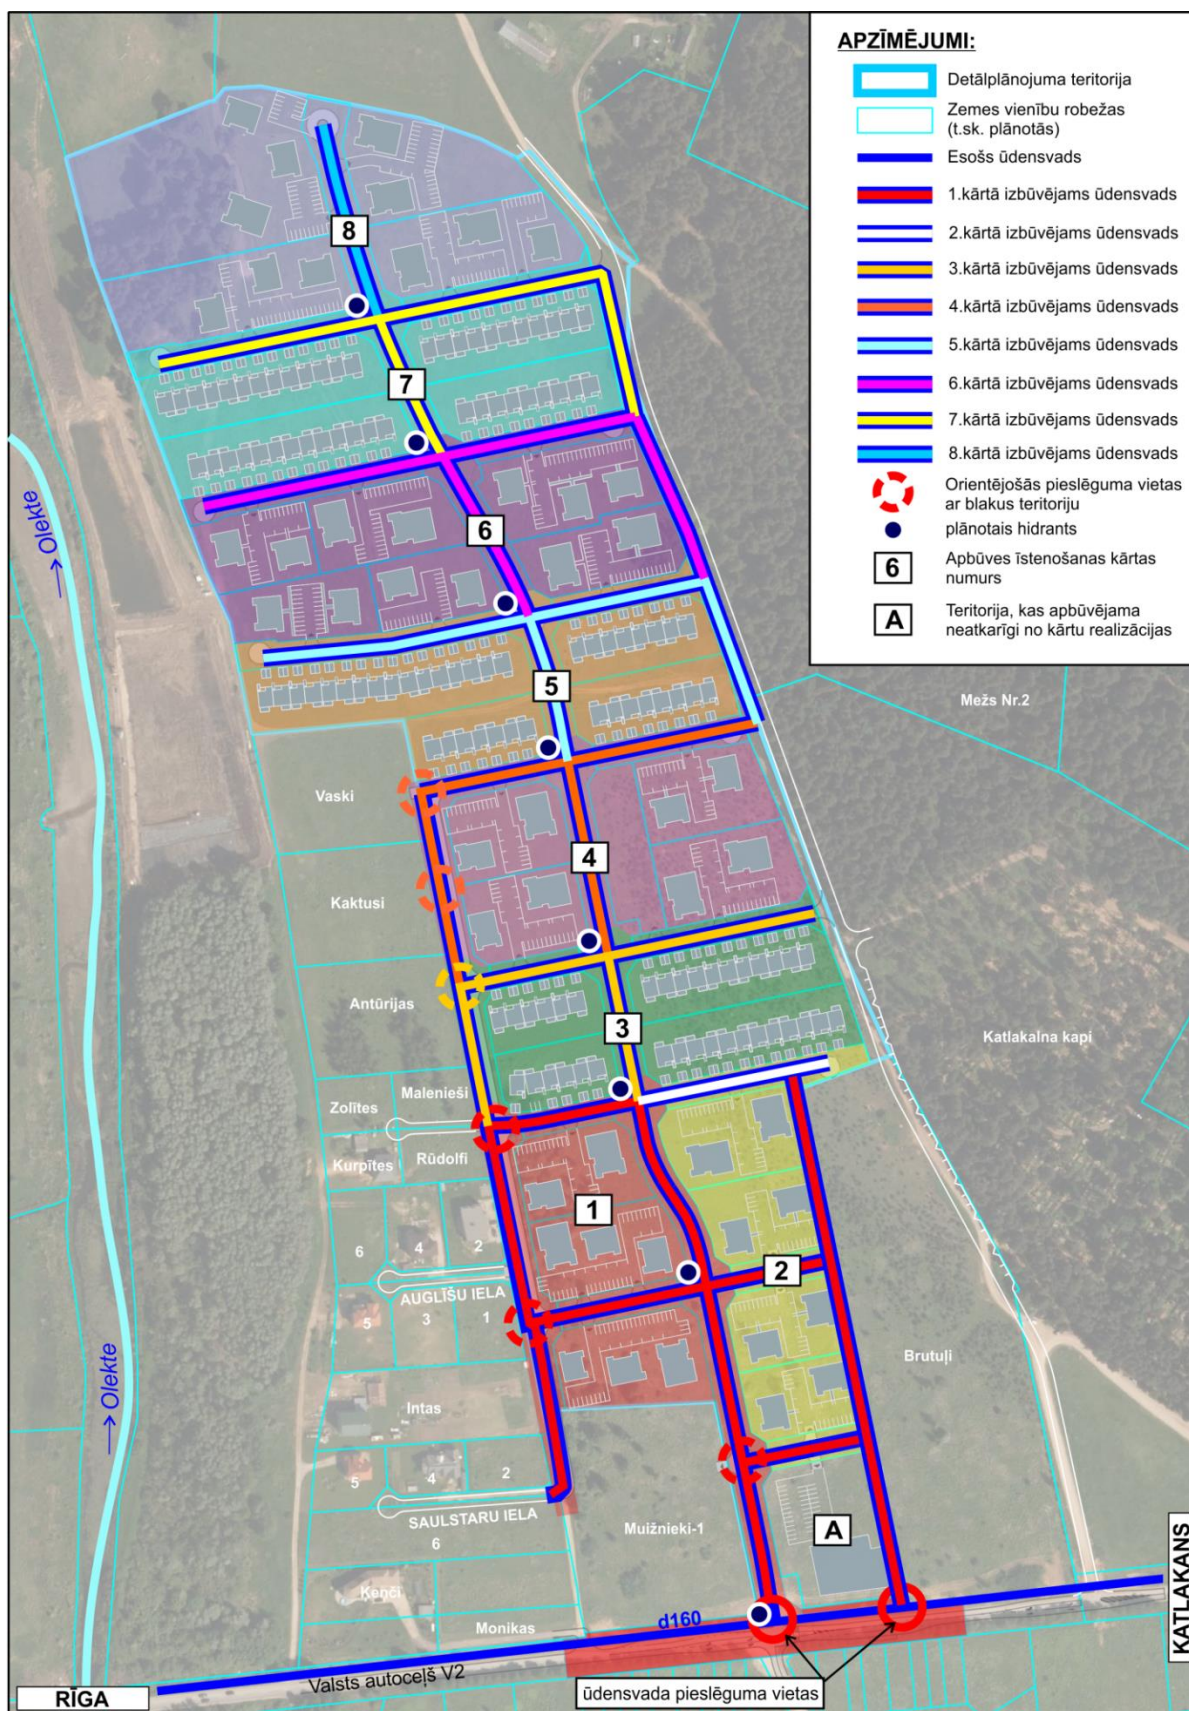 APZĪMĒJUMI:
Detālplānojuma teritorija
Zemes vienību robežas
(t.sk. plānotās)
Esošs ūdensvads
1.kārtā izbūvējams ūdensvads
2.kārtā izbūvējams ūdensvads
3.kārtā izbūvējams ūdensvads
4.kārtā izbūvējams ūdensvads
5.kārtā izbūvējams ūdensvads
6.kārtā izbūvējams ūdensvads
7.kārtā izbūvējams ūdensvads
8.kārtā izbūvējams ūdensvads
Orientējošās pieslēguma vietas
ar blakus teritoriju
plānotais hidrants
6
Apbūves īstenošanas kārtas
numurs
A
Teritorija, kas apbūvējama
neatkarīgi no kārtu realizācijas
8
7
Olekte
6
5
Mežs Nr.2
Vaski
4
Kaktusi
Antūrijas
3
Katlakalna kapi
Malenieši
Zolītes
Kurpītes
Rūdolfi
1
6
4
2
2
AUGLĪŠU IELA
5
3
1
Brutuļi
Olekte
Intas
5
4
2
SAULSTARU IELA
6
Muižnieki-1
A
Ķenči
Monikas
d160
KATLAKANS
Valsts autoceļš V2
RĪGA
ūdensvada pieslēguma vietas